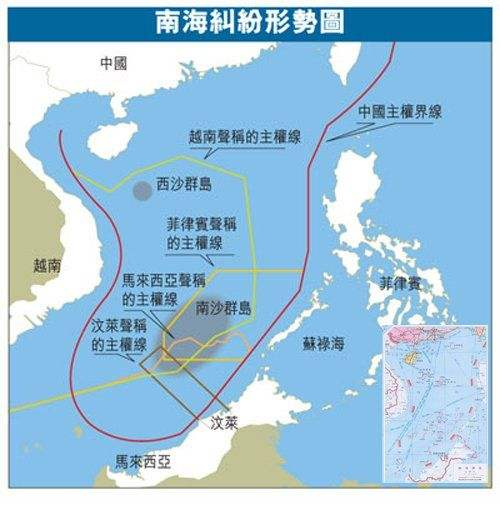 南海糾紛形勢圖
中國
中國主權界線
越南聲稱的主權線
西沙群島
菲律賓聲稱
的主權線
越南
馬來西亞聲稱
的主權線
菲律賓
南沙群島
汶萊聲稱
的主權線
蘇祿海
汶萊
馬來西亞